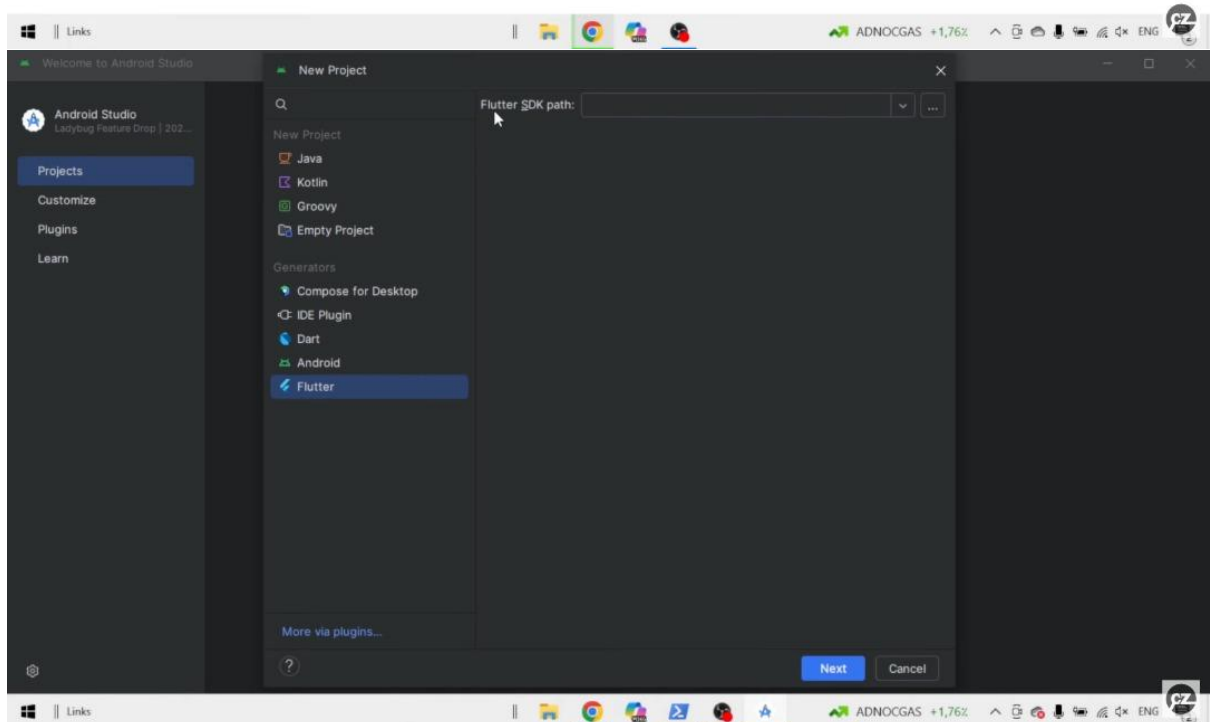 Links
ADNOCGAS +1,76%
ENG
CZ
Welcome to Android Studio
New Project
Android Studio
Ladybug Feature Drop | 202...
Projects
Customize
Plugins
Learn
New Project
Java
Kotlin
Groovy
Empty Project
Generators
Compose for Desktop
IDE Plugin
Dart
Android
Flutter
More via plugins...
?
Flutter SDK path:
...
Next
Cancel
Links
ADNOCGAS +1,76%
ENG
CZ